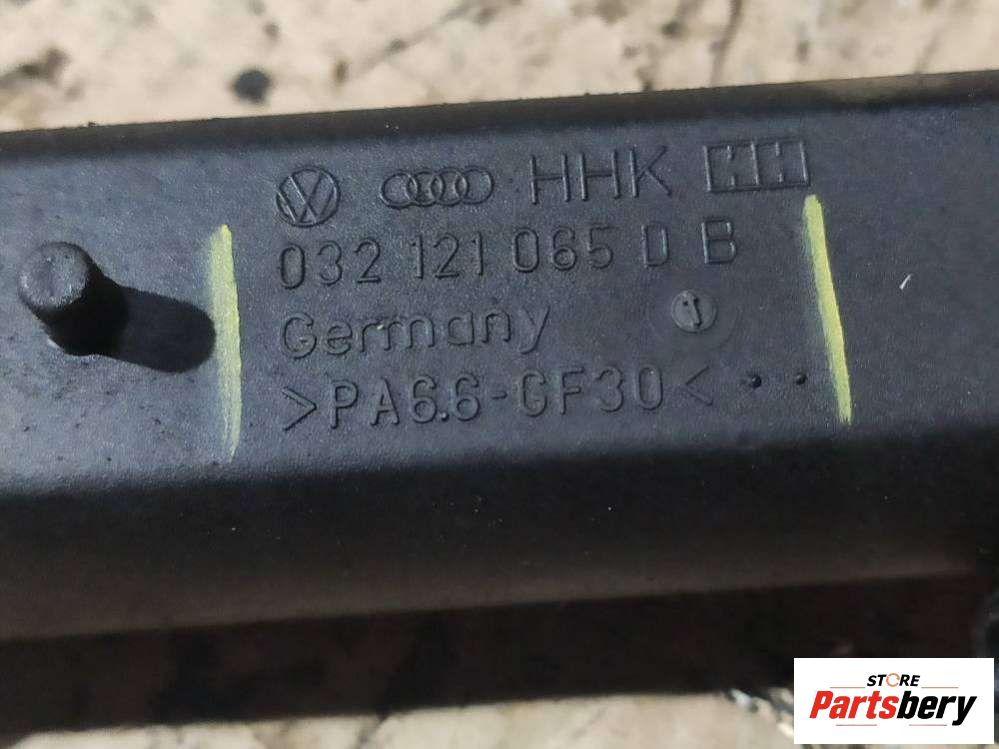 HHK
032 121 065 D B
Germany
>PA6.6-GF30<
STORE
Partsbery